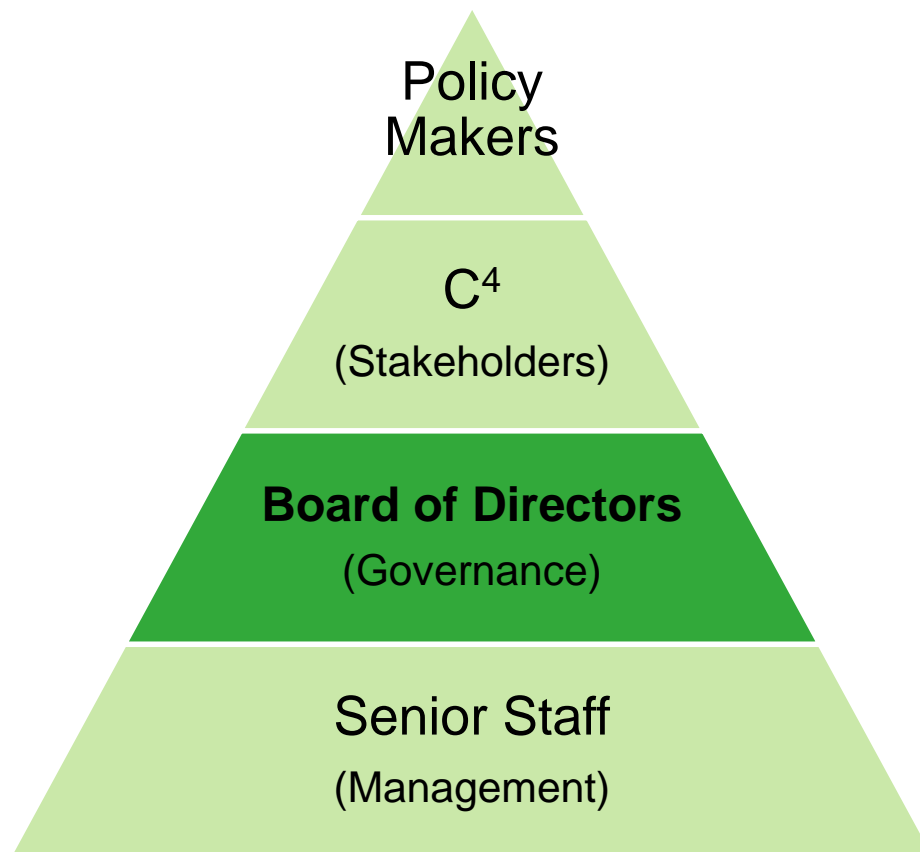 Policy
Makers
C⁴
(Stakeholders)
Board of Directors
(Governance)
Senior Staff
(Management)